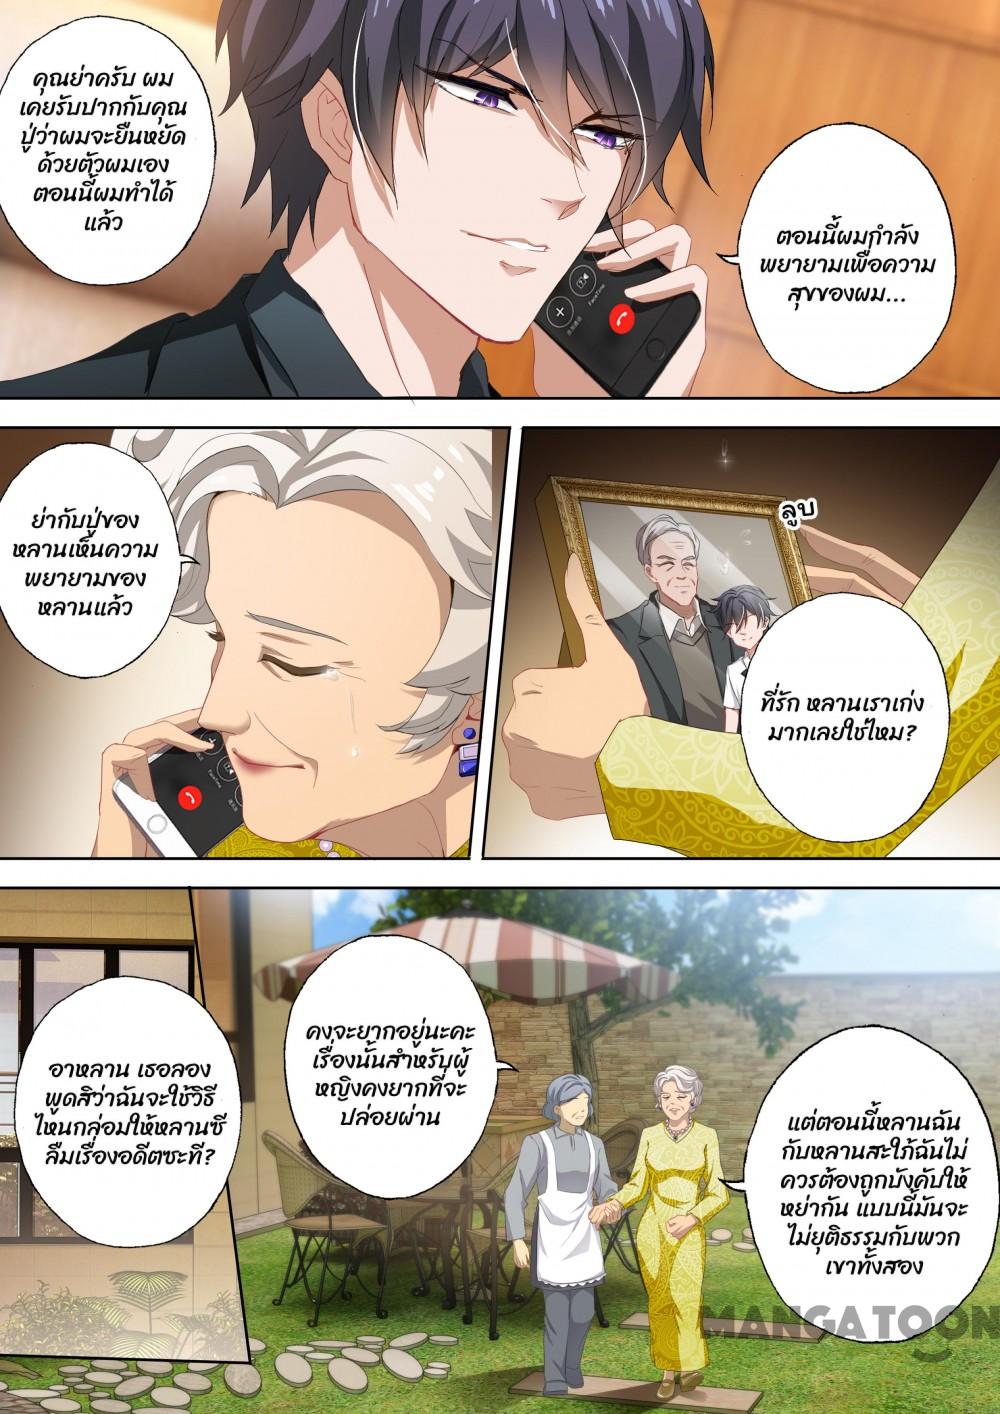 คุณย่าครับ ผม
เคยรับปากกับคุณ
ปู่ว่าผมจะยืนหยัด
ด้วยตัวผมเอง
ตอนนี้ผมทำได้
แล้ว
ตอนนี้ผมกำลัง
พยายามเพื่อความ
สุขของผม...
FaceTime
ย่ากับปู่ของ
หลานเห็นความ
พยายามของ
หลานแล้ว
FaceTime
ลูบ
ที่รัก หลานเราเก่ง
มากเลยใช่ไหม?
อาหลาน เธอลอง
พูดสิว่าฉันจะใช้วิธี
ไหนกล่อมให้หลานซี
ลืมเรื่องอดีตซะที?
คงจะยากอยู่นะคะ
เรื่องนั้นสำหรับผู้
หญิงคงยากที่จะ
ปล่อยผ่าน
แต่ตอนนี้หลานฉัน
กับหลานสะใภ้ฉันไม่
ควรต้องถูกบังคับให้
หย่ากัน แบบนี้มันจะ
ไม่ยุติธรรมกับพวก
เขาทั้งสอง
MANGATOON